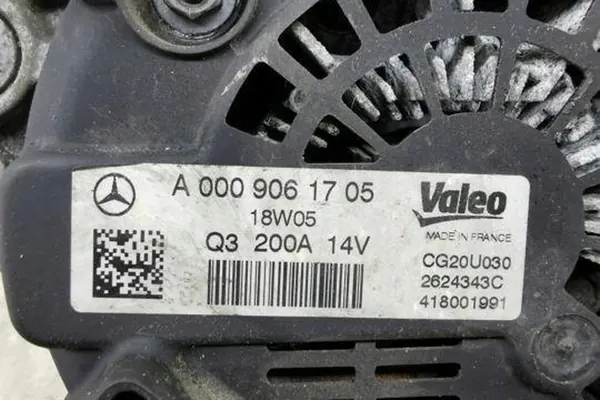 A 000 906 17 05
18W05
Q3 200A 14V
Valeo
MADE IN FRANCE
CG20U030
2624343C
418001991